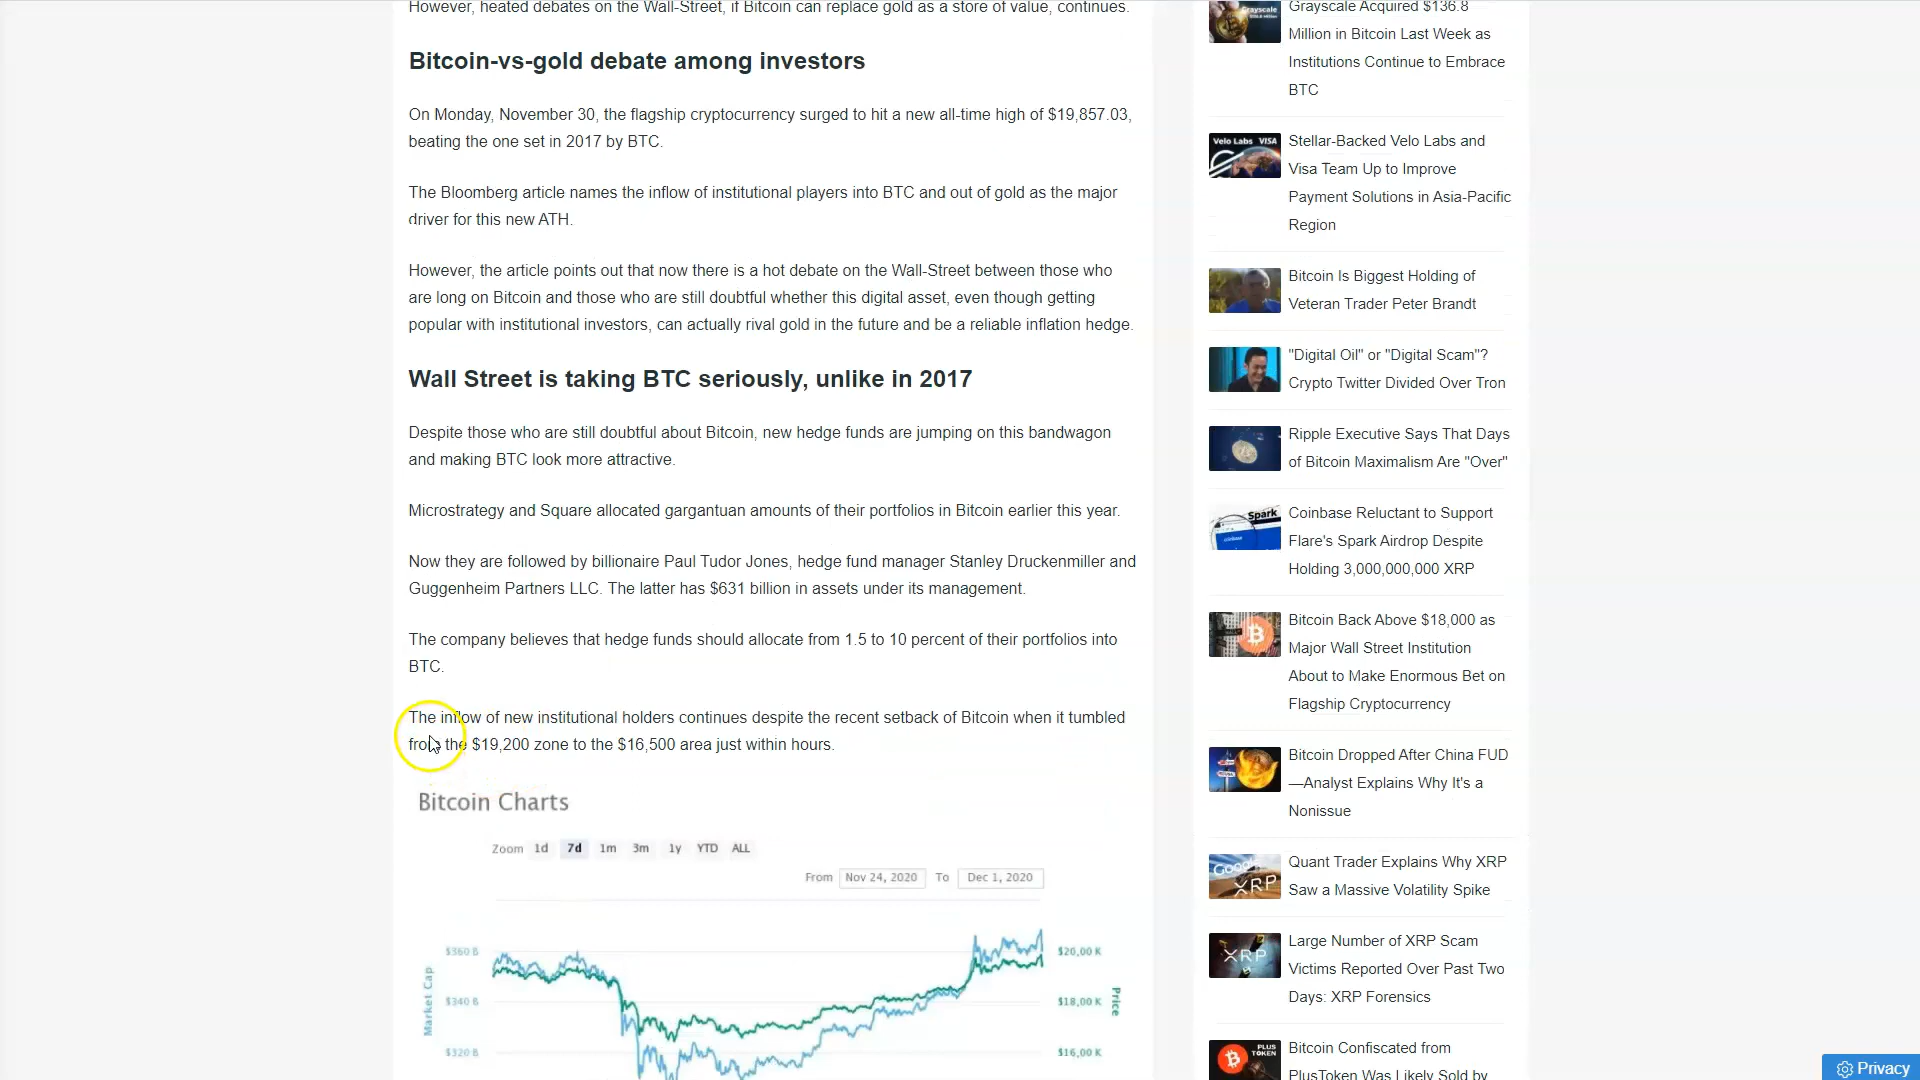 However, heated debates on the Wall-Street, if Bitcoin can replace gold as a store of value, continues.
Bitcoin-vs-gold debate among investors
On Monday, November 30, the flagship cryptocurrency surged to hit a new all-time high of $19,857.03,
beating the one set in 2017 by BTC.
The Bloomberg article names the inflow of institutional players into BTC and out of gold as the major
driver for this new ATH.
However, the article points out that now there is a hot debate on the Wall-Street between those who
are long on Bitcoin and those who are still doubtful whether this digital asset, even though getting
popular with institutional investors, can actually rival gold in the future and be a reliable inflation hedge.
Wall Street is taking BTC seriously, unlike in 2017
Despite those who are still doubtful about Bitcoin, new hedge funds are jumping on this bandwagon
and making BTC look more attractive.
Microstrategy and Square allocated gargantuan amounts of their portfolios in Bitcoin earlier this year.
Now they are followed by billionaire Paul Tudor Jones, hedge fund manager Stanley Druckenmiller and
Guggenheim Partners LLC. The latter has $631 billion in assets under its management.
The company believes that hedge funds should allocate from 1.5 to 10 percent of their portfolios into
BTC.
The inflow of new institutional holders continues despite the recent setback of Bitcoin when it tumbled
from the $19,200 zone to the $16,500 area just within hours.
Bitcoin Charts
Zoom 1d 7d 1m 3m 1y YTD ALL
From Nov 24, 2020 To Dec 1, 2020
$360 B
$340 B
$320 B
Market Cap
$20,00 K
$18,00 K
$16,00 K
Price
Grayscale
Grayscale Acquired $136.8
Million in Bitcoin Last Week as
Institutions Continue to Embrace
BTC
Velo Labs VISA
Stellar-Backed Velo Labs and
Visa Team Up to Improve
Payment Solutions in Asia-Pacific
Region
Bitcoin Is Biggest Holding of
Veteran Trader Peter Brandt
"Digital Oil" or "Digital Scam"?
Crypto Twitter Divided Over Tron
Ripple Executive Says That Days
of Bitcoin Maximalism Are "Over"
Spark
Coinbase Reluctant to Support
Flare's Spark Airdrop Despite
Holding 3,000,000,000 XRP
Bitcoin Back Above $18,000 as
Major Wall Street Institution
About to Make Enormous Bet on
Flagship Cryptocurrency
Bitcoin Dropped After China FUD
—Analyst Explains Why It's a
Nonissue
Google
XRP
Quant Trader Explains Why XRP
Saw a Massive Volatility Spike
XRP
Large Number of XRP Scam
Victims Reported Over Past Two
Days: XRP Forensics
PLUS
TOKEN
Bitcoin Confiscated from
PlusToken Was Likely Sold by
Privacy